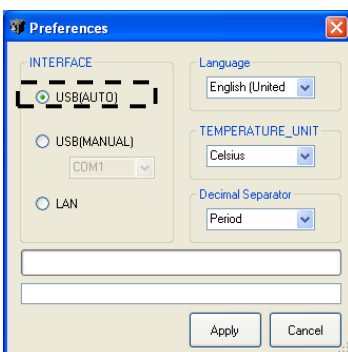 Preferences
INTERFACE
USB(AUTO)
USB(MANUAL)
COM1
LAN
Language
English (United
TEMPERATURE_UNIT
Celsius
Decimal Separator
Period
Apply
Cancel